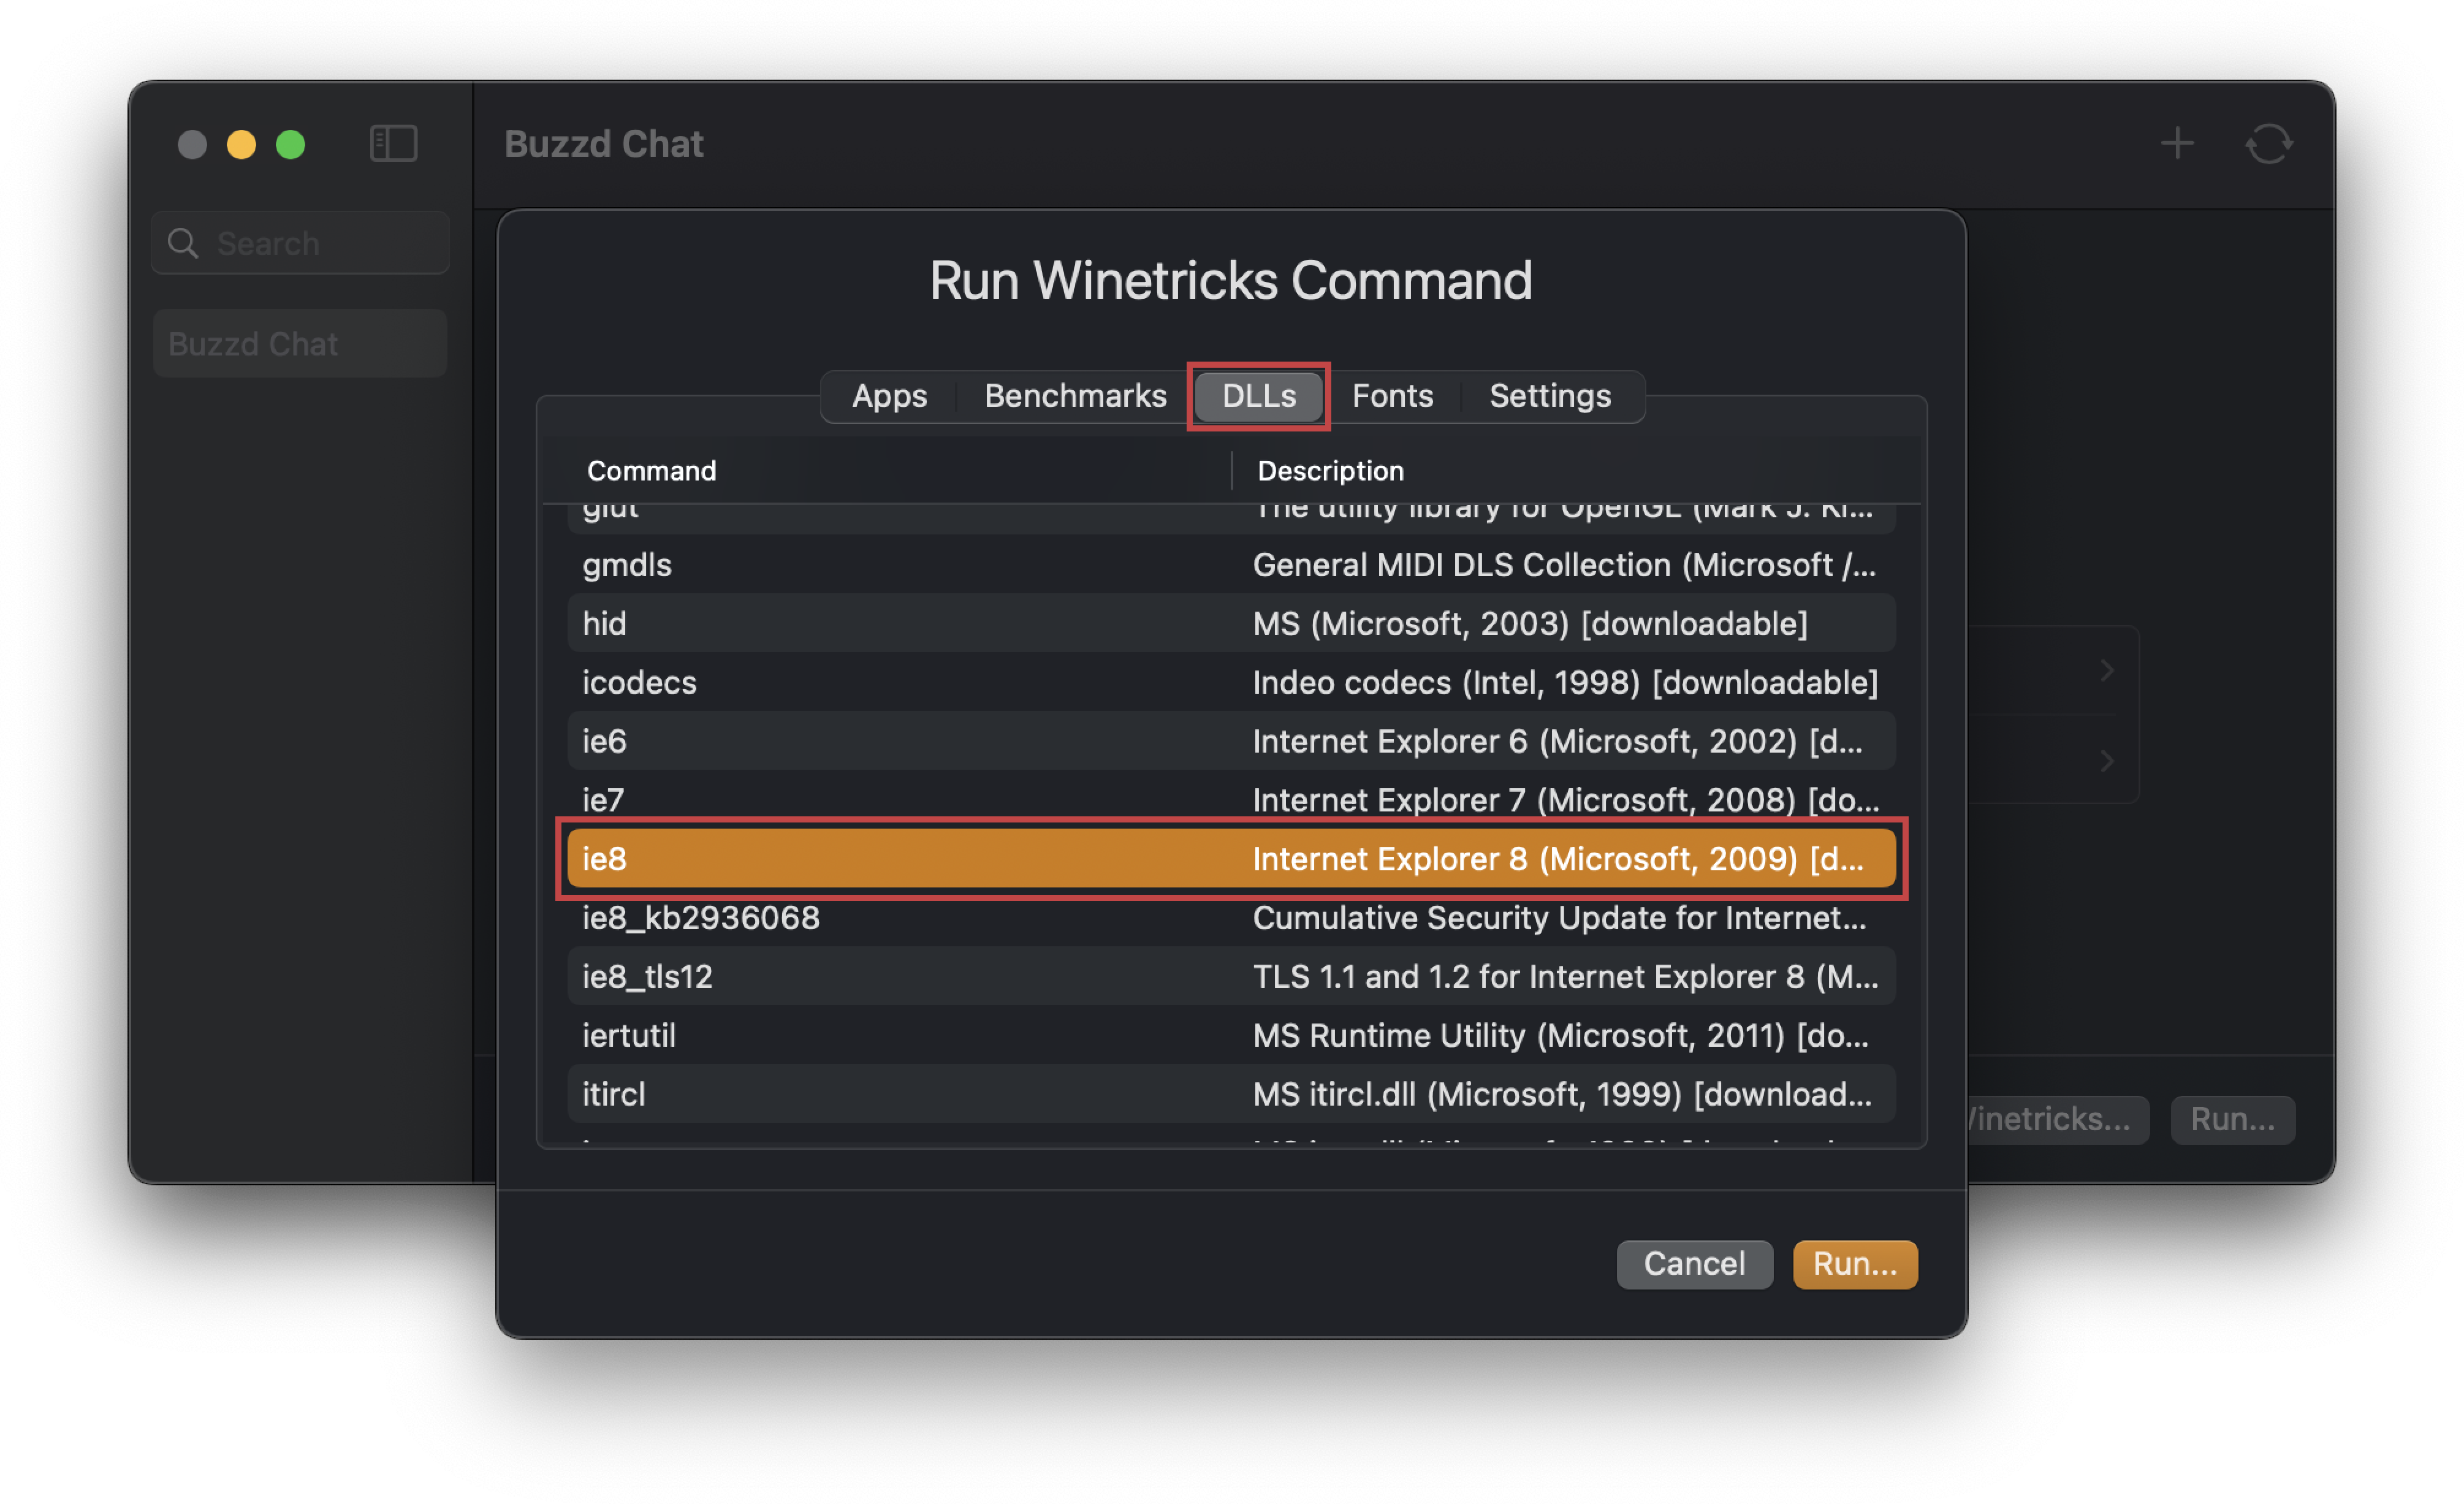 Buzzd Chat
Search
Buzzd Chat
Run Winetricks Command
Apps Benchmarks DLLs Fonts Settings
Command Description
glut The utility library for OpenGL (Mark J. Ki...
gmdls General MIDI DLS Collection (Microsoft /...
hid MS (Microsoft, 2003) [downloadable]
icodecs Indeo codecs (Intel, 1998) [downloadable]
ie6 Internet Explorer 6 (Microsoft, 2002) [d...
ie7 Internet Explorer 7 (Microsoft, 2008) [do...
ie8 Internet Explorer 8 (Microsoft, 2009) [d...
ie8_kb2936068 Cumulative Security Update for Internet...
ie8_tls12 TLS 1.1 and 1.2 for Internet Explorer 8 (M...
iertutil MS Runtime Utility (Microsoft, 2011) [do...
itircl MS itircl.dll (Microsoft, 1999) [download...
inetricks... Run...
Cancel Run...